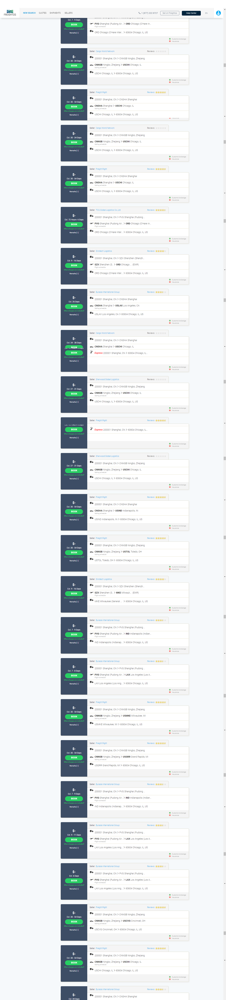 FREIGHTOS
NEW SEARCH QUOTES SHIPMENTS SELLERS 1 (877) 222 8727 Sell on Freightos Help Center EN
Est. 7 - 9 Days
BOOK
What charges are included?
Remarks [1]
PVG Shanghai (Pudong Air... > ORD Chicago (O'Hare In...
Flight schedule
ORD Chicago (O'Hare Inter... > 60604 Chicago, IL, US
Customs brokerage
Insurance
$-
Est. 30 - 34 Days
BOOK
What charges are included?
Remarks [1]
Seller: Cargo World Network Reviews
200001 Shanghai, CN > CNNGB Ningbo, Zhejiang
CNNGB Ningbo, Zhejiang > USCHI Chicago, IL
Sailing schedule
USCHI Chicago, IL > 60604 Chicago, IL, US
Customs brokerage
Insurance
$-
Est. 30 - 54 Days
BOOK
What charges are included?
Remarks [1]
Seller: Freight Right Reviews
200001 Shanghai, CN > CNSHA Shanghai
CNSHA Shanghai > USCHI Chicago, IL
Sailing schedule
USCHI Chicago, IL > 60604 Chicago, IL, US
Insurance
$-
Est. 30 - 34 Days
BOOK
What charges are included?
Remarks [1]
Seller: Cargo World Network Reviews
200001 Shanghai, CN > CNNGB Ningbo, Zhejiang
CNNGB Ningbo, Zhejiang > USCHI Chicago, IL
Sailing schedule
USCHI Chicago, IL > 60604 Chicago, IL, US
Customs brokerage
Insurance
$-
Est. 30 - 54 Days
BOOK
What charges are included?
Remarks [1]
Seller: Freight Right Reviews
200001 Shanghai, CN > CNSHA Shanghai
CNSHA Shanghai > USCHI Chicago, IL
Sailing schedule
USCHI Chicago, IL > 60604 Chicago, IL, US
Customs brokerage
Insurance
$-
Est. 72 Hours- 6 Days
BOOK
What charges are included?
Remarks [1]
Seller: TCG Global Logistics Co.,Ltd Reviews
200001 Shanghai, CN > PVG Shanghai (Pudong ...
PVG Shanghai (Pudong Air... > ORD Chicago (O'Hare In...
Flight schedule
ORD Chicago (O'Hare Inter... > 60604 Chicago, IL, US
Customs brokerage
Insurance
$-
Est. 9 - 16 Days
BOOK
What charges are included?
Remarks [1]
Seller: Sinotech Logistics Reviews
200001 Shanghai, CN > SZX Shenzhen (Shenzh...
SZX Shenzhen (S... > ORD Chicago ... (EWR)
Flight schedule
ORD Chicago (O'Hare Inter... > 60604 Chicago, IL, US
Customs brokerage
Insurance
$-
Est. 26 Days
BOOK
What charges are included?
Remarks [1]
Seller: Eurasia International Group Reviews
200001 Shanghai, CN > CNSHA Shanghai
CNSHA Shanghai > USLAX Los Angeles, CA
Sailing schedule
USLAX Los Angeles, CA > 60604 Chicago, IL, US
Customs brokerage
Insurance
$-
Est. 34 - 38 Days
BOOK
BOOK
What charges are included?
Remarks [1]
Seller: Cargo World Network Reviews
200001 Shanghai, CN > CNSHA Shanghai
CNSHA Shanghai > USCHI Chicago, IL
Express 200001 Shanghai, CN > 60604 Chicago, IL...
Customs brokerage
Insurance
$-
Est. 27 - 31 Days
BOOK
What charges are included?
Remarks [1]
Seller: Sherwood Global Logistics Reviews
200001 Shanghai, CN > CNNGB Ningbo, Zhejiang
CNNGB Ningbo, Zhejiang > USCHI Chicago, IL
Sailing schedule
USCHI Chicago, IL > 60604 Chicago, IL, US
Customs brokerage
Insurance
BOOK
What charges are included?
Remarks [1]
Seller: Freight Right Reviews
Express 200001 Shanghai, CN > 60604 Chicago, IL...
Customs brokerage
Insurance
$-
Est. 27 - 31 Days
BOOK
What charges are included?
Remarks [1]
Seller: Sherwood Global Logistics Reviews
200001 Shanghai, CN > CNNGB Ningbo, Zhejiang
CNNGB Ningbo, Zhejiang > USCHI Chicago, IL
Sailing schedule
USCHI Chicago, IL > 60604 Chicago, IL, US
Customs brokerage
Insurance
$-
Est. 30 - 54 Days
BOOK
What charges are included?
Remarks [1]
Seller: Freight Right Reviews
200001 Shanghai, CN > CNSHA Shanghai
CNSHA Shanghai > USIND Indianapolis, IN
Sailing schedule
USIND Indianapolis, IN > 60604 Chicago, IL, US
Customs brokerage
Insurance
$-
Est. 30 - 54 Days
BOOK
What charges are included?
Remarks [1]
Seller: Freight Right Reviews
200001 Shanghai, CN > CNNGB Ningbo, Zhejiang
CNNGB Ningbo, Zhejiang > USTOL Toledo, OH
Sailing schedule
USTOL Toledo, OH > 60604 Chicago, IL, US
Customs brokerage
Insurance
$-
Est. 9 - 16 Days
BOOK
What charges are included?
Remarks [1]
Seller: Sinotech Logistics Reviews
200001 Shanghai, CN > SZX Shenzhen (Shenzh...
SZX Shenzhen (S... > MKE Milwauk... (EWR)
Flight schedule
MKE Milwaukee (General ... > 60604 Chicago, IL, US
Customs brokerage
Insurance
$-
Est. 7 - 9 Days
BOOK
What charges are included?
Remarks [1]
Seller: Eurasia International Group Reviews
200001 Shanghai, CN > PVG Shanghai (Pudong ...
PVG Shanghai (Pudong Air... > IND Indianapolis (Indian...
Flight schedule
IND Indianapolis (Indianap... > 60604 Chicago, IL, US
Customs brokerage
Insurance
$-
Est. 7 - 8 Days
BOOK
What charges are included?
Remarks [1]
Seller: Eurasia International Group Reviews
200001 Shanghai, CN > PVG Shanghai (Pudong ...
PVG Shanghai (Pudong Air... > LAX Los Angeles (Los A...
Flight schedule
LAX Los Angeles (Los Ang... > 60604 Chicago, IL, US
Customs brokerage
Insurance
$-
Est. 30 - 54 Days
BOOK
What charges are included?
Remarks [1]
Seller: Freight Right Reviews
200001 Shanghai, CN > CNNGB Ningbo, Zhejiang
CNNGB Ningbo, Zhejiang > USMKE Milwaukee, WI
Sailing schedule
USMKE Milwaukee, WI > 60604 Chicago, IL, US
Customs brokerage
Insurance
$-
Est. 30 - 54 Days
BOOK
What charges are included?
Remarks [1]
Seller: Freight Right Reviews
200001 Shanghai, CN > CNNGB Ningbo, Zhejiang
CNNGB Ningbo, Zhejiang > USGRR Grand Rapids, MI
Sailing schedule
USGRR Grand Rapids, MI > 60604 Chicago, IL, US
Customs brokerage
Insurance
$-
Est. 7 - 9 Days
BOOK
What charges are included?
Remarks [1]
Seller: Eurasia International Group Reviews
200001 Shanghai, CN > PVG Shanghai (Pudong ...
PVG Shanghai (Pudong Air... > IND Indianapolis (Indian...
Flight schedule
IND Indianapolis (Indianap... > 60604 Chicago, IL, US
Customs brokerage
Insurance
$-
Est. 9 - 11 Days
BOOK
What charges are included?
Remarks [1]
Seller: Eurasia International Group Reviews
200001 Shanghai, CN > PVG Shanghai (Pudong ...
PVG Shanghai (Pudong Air... > LAX Los Angeles (Los A...
Flight schedule
LAX Los Angeles (Los Ang... > 60604 Chicago, IL, US
Customs brokerage
Insurance
$-
Est. 6 Days
BOOK
What charges are included?
Remarks [1]
Seller: Eurasia International Group Reviews
200001 Shanghai, CN > PVG Shanghai (Pudong ...
PVG Shanghai (Pudong Air... > LAX Los Angeles (Los A...
Flight schedule
LAX Los Angeles (Los Ang... > 60604 Chicago, IL, US
Customs brokerage
Insurance
$-
Est. 30 - 54 Days
BOOK
What charges are included?
Remarks [1]
Seller: Freight Right Reviews
200001 Shanghai, CN > CNNGB Ningbo, Zhejiang
CNNGB Ningbo, Zhejiang > USCVG Cincinnati, OH
Sailing schedule
USCVG Cincinnati, OH > 60604 Chicago, IL, US
Customs brokerage
Insurance
$-
Est. 30 - 54 Days
BOOK
What charges are included?
Remarks [1]
Seller: Freight Right Reviews
200001 Shanghai, CN > CNNGB Ningbo, Zhejiang
CNNGB Ningbo, Zhejiang > USCHI Chicago, IL
Sailing schedule
USCHI Chicago, IL > 60604 Chicago, IL, US
Customs brokerage
Insurance
$-
Est. 39 Days
Seller: Eurasia International Group Reviews
200001 Shanghai, CN > CNSHA Shanghai